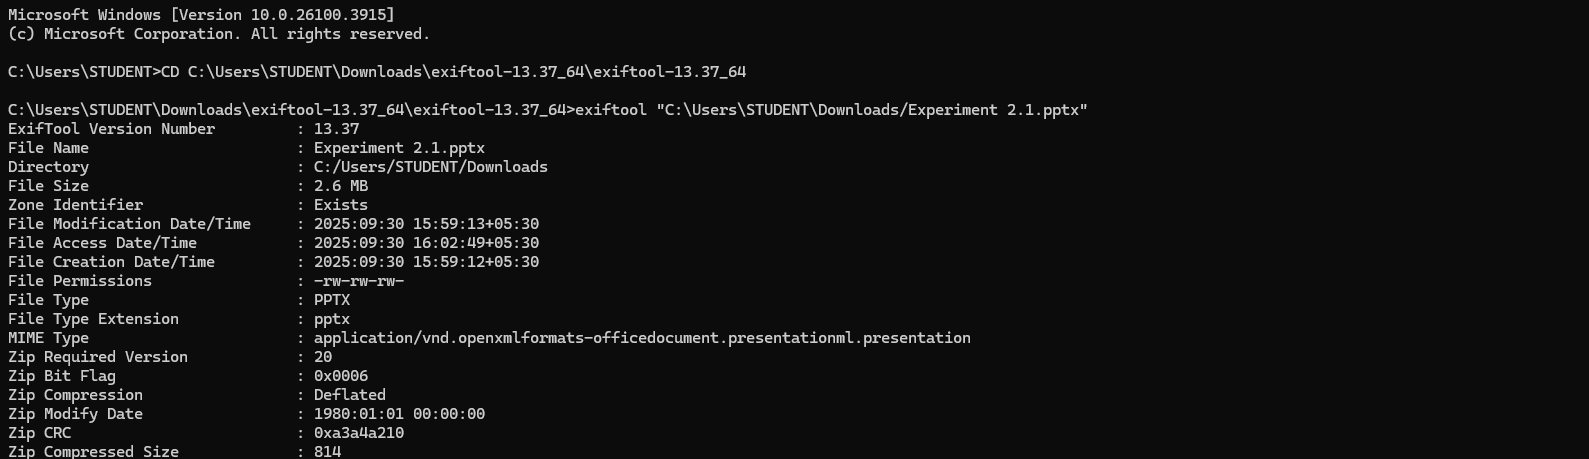 Microsoft Windows [Version 10.0.26100.3915]
(c) Microsoft Corporation. All rights reserved.
C:\Users\STUDENT>CD C:\Users\STUDENT\Downloads\exiftool-13.37_64\exiftool-13.37_64
C:\Users\STUDENT\Downloads\exiftool-13.37_64\exiftool-13.37_64>exiftool "C:\Users\STUDENT\Downloads/Experiment 2.1.pptx"
ExifTool Version Number         : 13.37
File Name                       : Experiment 2.1.pptx
Directory                       : C:/Users/STUDENT/Downloads
File Size                       : 2.6 MB
Zone Identifier                 : Exists
File Modification Date/Time     : 2025:09:30 15:59:13+05:30
File Access Date/Time           : 2025:09:30 16:02:49+05:30
File Creation Date/Time         : 2025:09:30 15:59:12+05:30
File Permissions                : -rw-rw-rw-
File Type                       : PPTX
File Type Extension             : pptx
MIME Type                       : application/vnd.openxmlformats-officedocument.presentationml.presentation
Zip Required Version            : 20
Zip Bit Flag                    : 0x0006
Zip Compression                 : Deflated
Zip Modify Date                 : 1980:01:01 00:00:00
Zip CRC                         : 0xa3a4a210
Zip Compressed Size             : 814